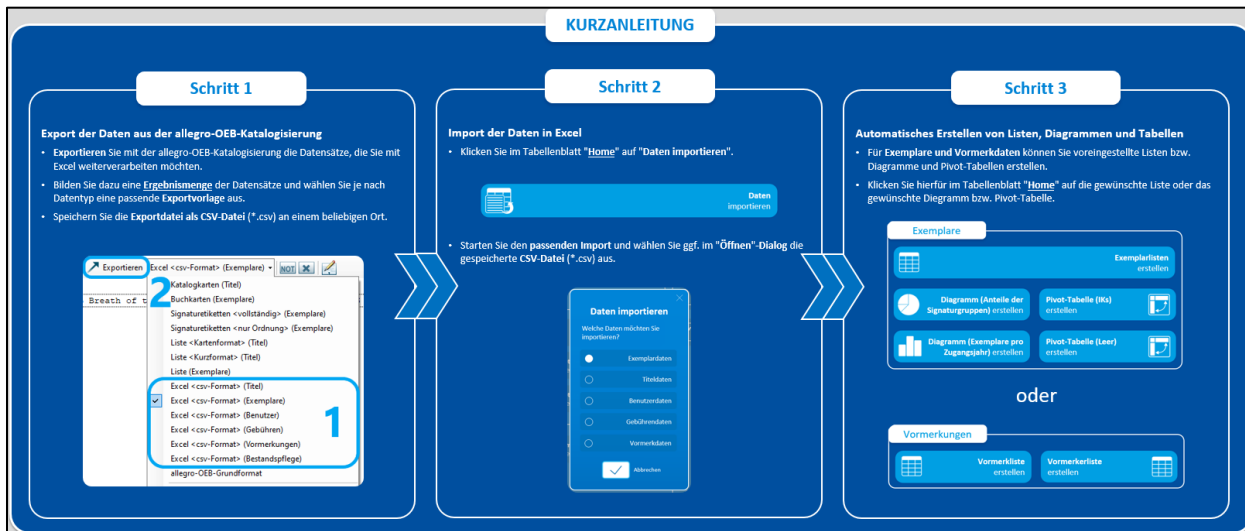 KURZANLEITUNG
Schritt 1
Export der Daten aus der allegro-OEB-Katalogisierung
• Exportieren Sie mit der allegro-OEB-Katalogisierung die Datensätze, die Sie mit
Excel weiterverarbeiten möchten.
• Bilden Sie dazu eine Ergebnismenge der Datensätze und wählen Sie je nach
Datentyp eine passende Exportvorlage aus.
• Speichern Sie die Exportdatei als CSV-Datei (*.csv) an einem beliebigen Ort.
Exportieren
Excel <csv-Format> (Exemplare)
NOT
Breath of t
2
Katalogkarten (Titel)
Buchkarten (Exemplare)
Signaturetiketten <vollständig> (Exemplare)
Signaturetiketten <nur Ordnung> (Exemplare)
Liste <Kartenformat> (Titel)
Liste <Kurzformat> (Titel)
Liste (Exemplare)
Excel <csv-Format> (Titel)
Excel <csv-Format> (Exemplare)
Excel <csv-Format> (Benutzer)
Excel <csv-Format> (Gebühren)
Excel <csv-Format> (Vormerkungen)
Excel <csv-Format> (Bestandspflege)
allegro-OEB-Grundformat
1
Schritt 2
Import der Daten in Excel
• Klicken Sie im Tabellenblatt "Home" auf "Daten importieren".
Daten
importieren
• Starten Sie den passenden Import und wählen Sie ggf. im "Öffnen"-Dialog die
gespeicherte CSV-Datei (*.csv) aus.
Daten importieren
Welche Daten möchten Sie
importieren?
Exemplardaten
Titeldaten
Benutzerdaten
Gebührendaten
Vormerkdaten
Abbrechen
Schritt 3
Automatisches Erstellen von Listen, Diagrammen und Tabellen
• Für Exemplare und Vormerkdaten können Sie voreingestellte Listen bzw.
Diagramme und Pivot-Tabellen erstellen.
• Klicken Sie hierfür im Tabellenblatt "Home" auf die gewünschte Liste oder das
gewünschte Diagramm bzw. Pivot-Tabelle.
Exemplare
Exemplarlisten
erstellen
Diagramm (Anteile der
Signaturgruppen) erstellen
Pivot-Tabelle (IKs)
erstellen
Diagramm (Exemplare pro
Zugangsjahr) erstellen
Pivot-Tabelle (Leer)
erstellen
oder
Vormerkungen
Vormerkliste
erstellen
Vormerkerliste
erstellen